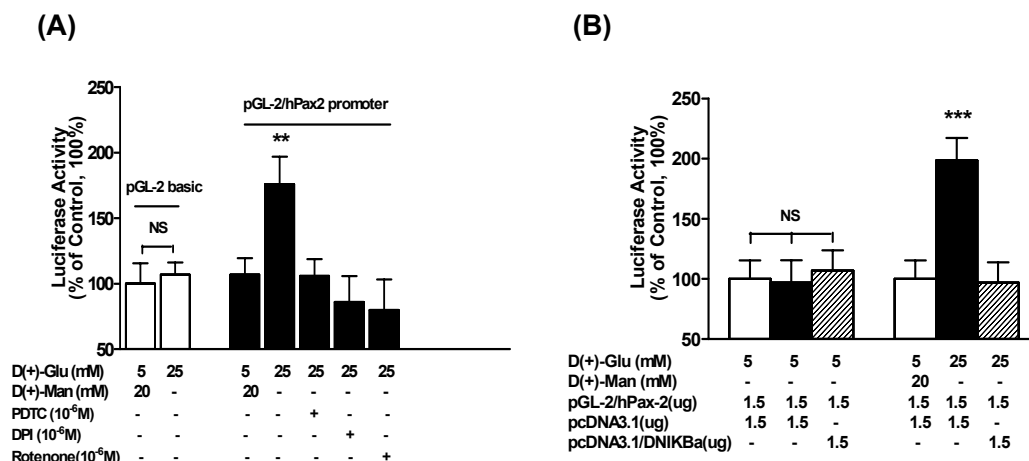 (A)
Luciferase Activity
(% of Control, 100%)
250
200
150
100
50
pGL-2/hPax2 promoter
**
pGL-2 basic
NS
D(+)-Glu (mM) 5 25 5 25 25 25 25
D(+)-Man (mM) 20 - 20 - - - -
PDTC (10-6M) - - - - + - -
DPI (10-6M) - - - - - + -
Rotenone(10-6M) - - - - - - +
(B)
Luciferase Activity
(% of Control, 100%)
250
200
150
100
50
***
NS
D(+)-Glu (mM) 5 5 5 5 25 25
D(+)-Man (mM) - - - 20 - -
pGL-2/hPax-2(ug) 1.5 1.5 1.5 1.5 1.5 1.5
pcDNA3.1(ug) 1.5 1.5 - 1.5 1.5 -
pcDNA3.1/DNIKBa(ug) - - 1.5 - - 1.5